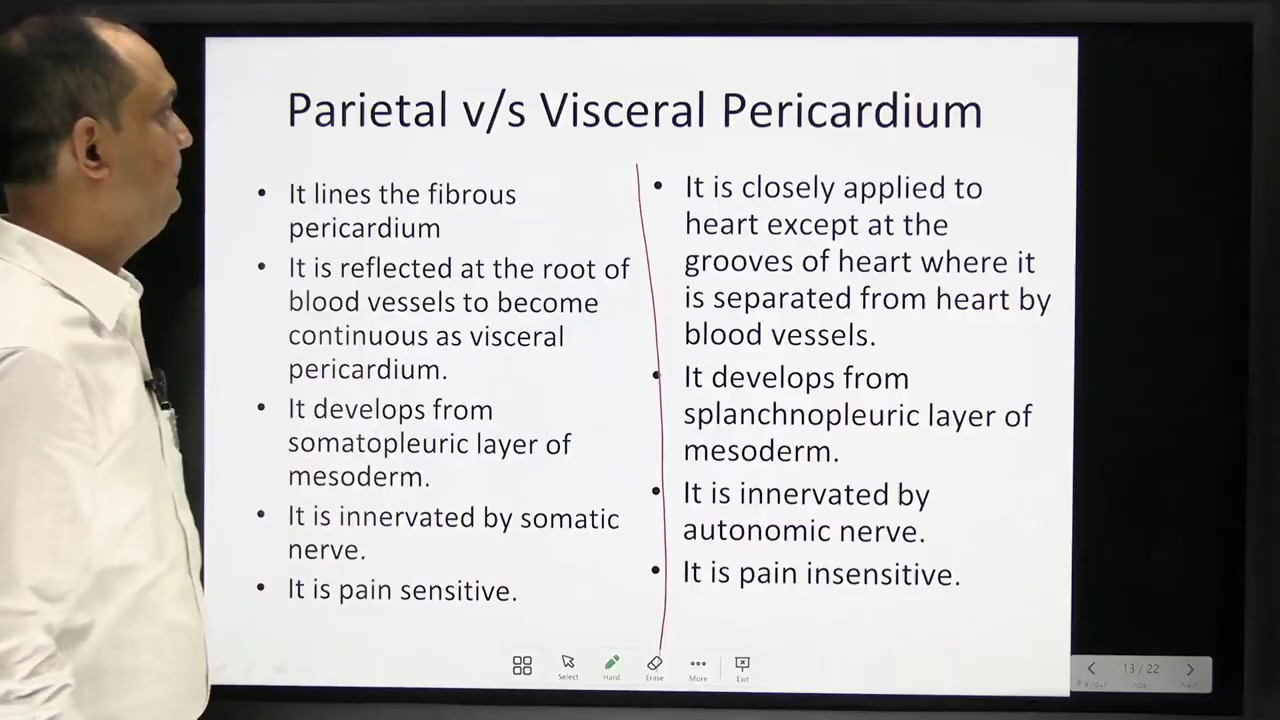 Parietal v/s Visceral Pericardium
• It lines the fibrous
pericardium
• It is reflected at the root of
blood vessels to become
continuous as visceral
pericardium.
• It develops from
somatopleuric layer of
mesoderm.
• It is innervated by somatic
nerve.
• It is pain sensitive.
• It is closely applied to
heart except at the
grooves of heart where it
is separated from heart by
blood vessels.
• It develops from
splanchnopleuric layer of
mesoderm.
• It is innervated by
autonomic nerve.
• It is pain insensitive.
Select
Hard
Erase
More
Exit
13 / 22
Previous
Next